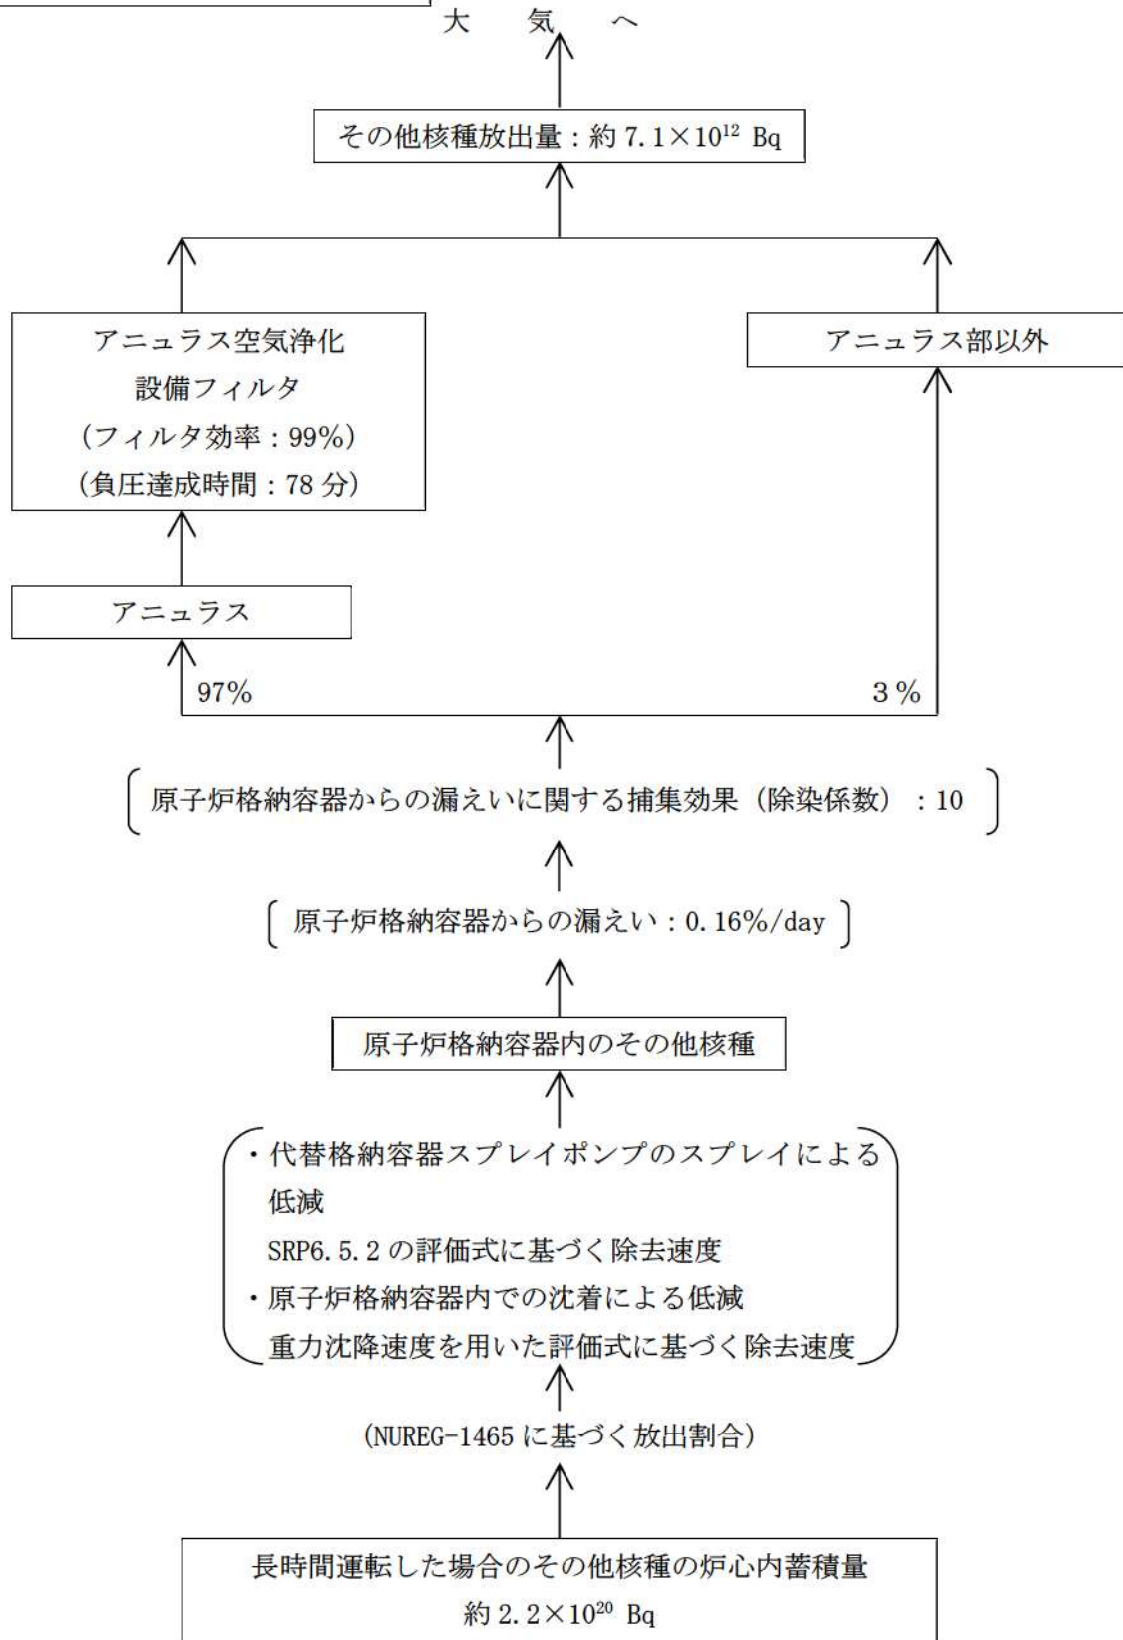 大 気 へ
その他核種放出量：約 7.1×10¹² Bq
アニュラス空気浄化
設備フィルタ
(フィルタ効率：99%)
(負圧達成時間：78 分)
アニュラス部以外
アニュラス
97%
３%
原子炉格納容器からの漏えいに関する捕集効果（除染係数）：10
原子炉格納容器からの漏えい：0.16%/day
原子炉格納容器内のその他核種
・代替格納容器スプレイポンプのスプレイによる
低減
SRP6.5.2 の評価式に基づく除去速度
・原子炉格納容器内での沈着による低減
重力沈降速度を用いた評価式に基づく除去速度
(NUREG-1465 に基づく放出割合)
長時間運転した場合のその他核種の炉心内蓄積量
約 2.2×10²⁰ Bq